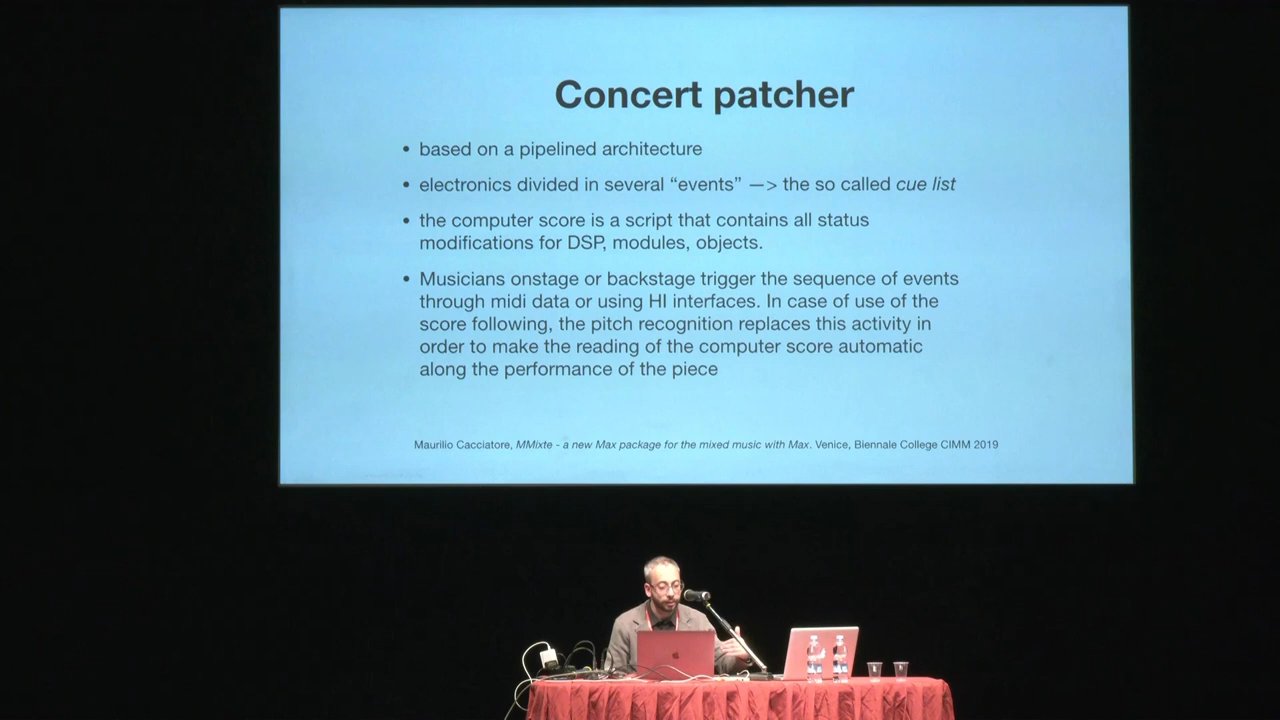 Concert patcher
• based on a pipelined architecture
• electronics divided in several “events” —> the so called cue list
• the computer score is a script that contains all status
modifications for DSP, modules, objects.
• Musicians onstage or backstage trigger the sequence of events
through midi data or using HI interfaces. In case of use of the
score following, the pitch recognition replaces this activity in
order to make the reading of the computer score automatic
along the performance of the piece
Maurilio Cacciatore, MMixte - a new Max package for the mixed music with Max. Venice, Biennale College CIMM 2019